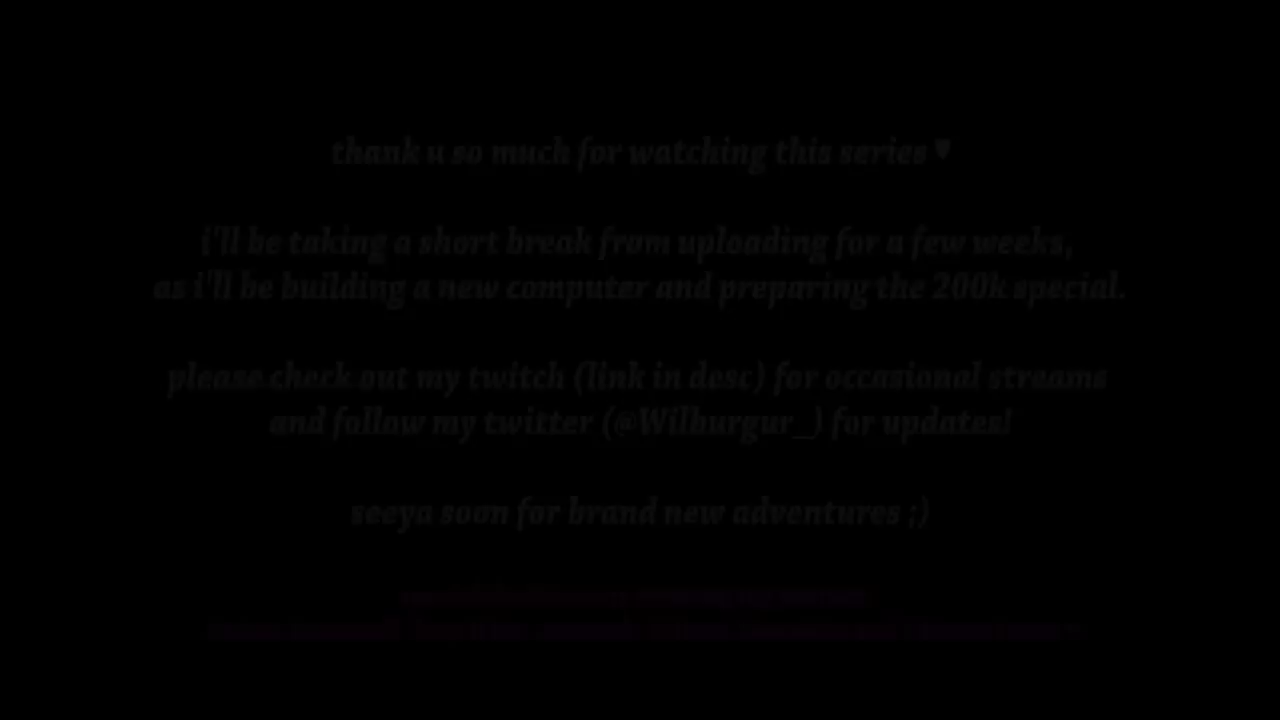 thank u so much for watching this series ♥
i'll be taking a short break from uploading for a few weeks,
as i'll be building a new computer and preparing the 200k special.
please check out my twitch (link in desc) for occasional streams
and follow my twitter (@Wilburgur_) for updates!
seeya soon for brand new adventures ;)